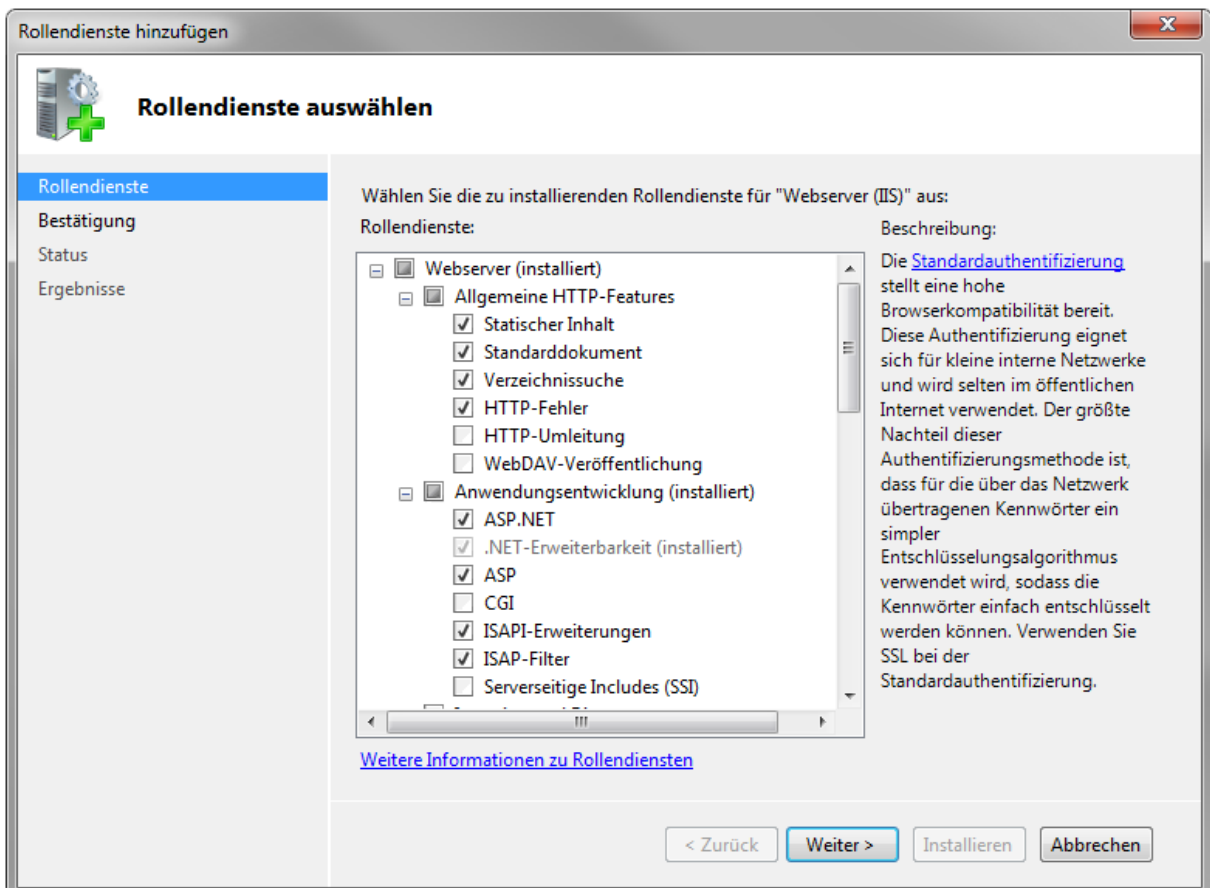 Rollendienste hinzufügen
Rollendienste auswählen
Rollendienste
Bestätigung
Status
Ergebnisse
Wählen Sie die zu installierenden Rollendienste für "Webserver (IIS)" aus:
Rollendienste:
Webserver (installiert)
Allgemeine HTTP-Features
Statischer Inhalt
Standarddokument
Verzeichnissuche
HTTP-Fehler
HTTP-Umleitung
WebDAV-Veröffentlichung
Anwendungsentwicklung (installiert)
ASP.NET
.NET-Erweiterbarkeit (installiert)
ASP
CGI
ISAPI-Erweiterungen
ISAP-Filter
Serverseitige Includes (SSI)
Weitere Informationen zu Rollendiensten
Beschreibung:
Die Standardauthentifizierung
stellt eine hohe
Browserkompatibilität bereit.
Diese Authentifizierung eignet
sich für kleine interne Netzwerke
und wird selten im öffentlichen
Internet verwendet. Der größte
Nachteil dieser
Authentifizierungsmethode ist,
dass für die über das Netzwerk
übertragenen Kennwörter ein
simpler
Entschlüsselungsalgorithmus
verwendet wird, sodass die
Kennwörter einfach entschlüsselt
werden können. Verwenden Sie
SSL bei der
Standardauthentifizierung.
< Zurück
Weiter >
Installieren
Abbrechen